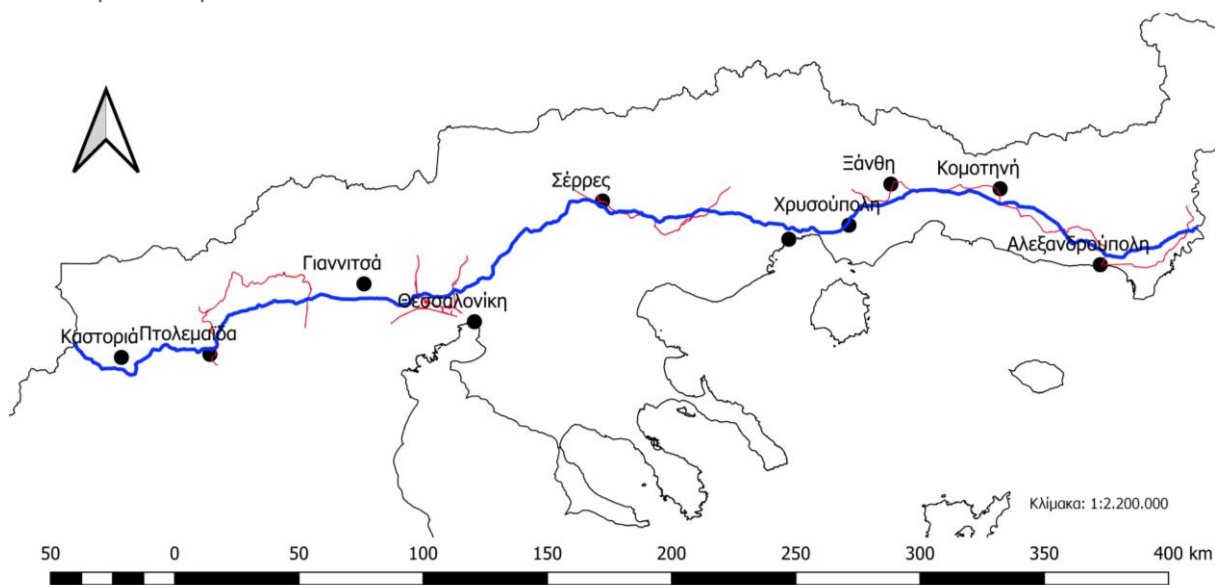 Ξάνθη
Κομοτηνή
Σέρρες
Χρυσούπολη
Αλεξανδρούπολη
Γιαννιτσά
Θεσσαλονίκη
Καστοριά
Πτολεμαΐδα
Κλίμακα: 1:2.200.000
50 0 50 100 150 200 250 300 350 400 km